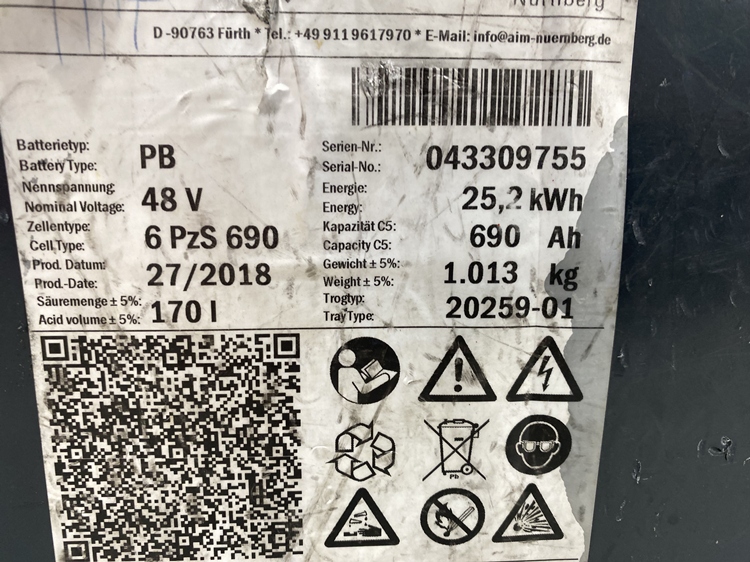 Nürnberg
D-90763 Fürth * Tel.: +49 911 9617970 * E-Mail: info@aim-nuernberg.de
Batterietyp:
Battery Type: PB
Serien-Nr.:
Serial-No.: 043309755
Nennspannung:
Nominal Voltage: 48 V
Energie:
Energy: 25,2 kWh
Zellentype:
Cell Type: 6 PzS 690
Kapazität C5:
Capacity C5: 690 Ah
Prod. Datum:
Prod.-Date: 27/2018
Gewicht ± 5%:
Weight ± 5%: 1.013 kg
Säuremenge ± 5%:
Acid volume ± 5%: 170 l
Trogtyp:
Tray Type: 20259-01
Pb